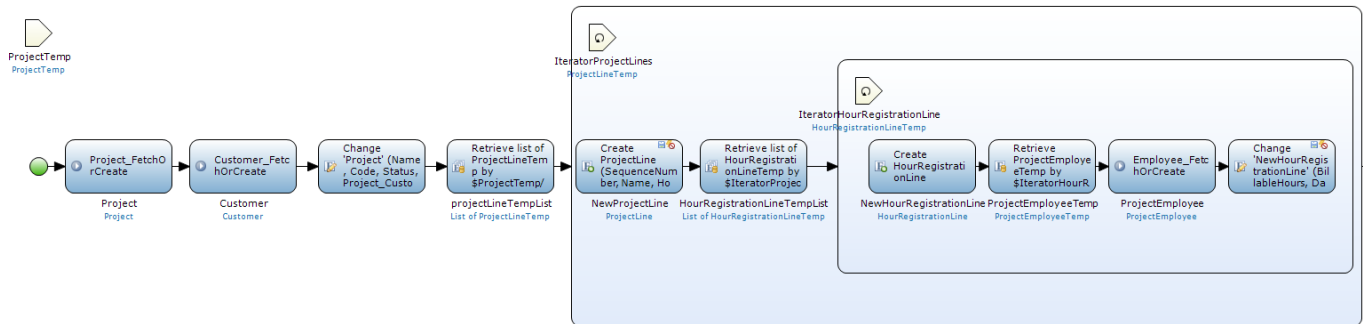 ProjectTemp
ProjectTemp
Project_FetchO
rCreate
Project
Project
Customer_Fetc
hOrCreate
Customer
Customer
Change
'Project' (Name
, Code, Status,
Project_Custo
Retrieve list of
ProjectLineTem
p by
$ProjectTemp/
projectLineTempList
List of ProjectLineTemp
IteratorProjectLines
ProjectLineTemp
Create
ProjectLine
(SequenceNum
ber, Name, Ho
NewProjectLine
ProjectLine
Retrieve list of
HourRegistrati
onLineTemp by
$IteratorProjec
HourRegistrationLineTempList
List of HourRegistrationLineTemp
IteratorHourRegistrationLine
HourRegistrationLineTemp
Create
HourRegistrati
onLine
NewHourRegistrationLine
HourRegistrationLine
Retrieve
ProjectEmploye
eTemp by
$IteratorHourR
ProjectEmployeeTemp
ProjectEmployeeTemp
Employee_Fetc
hOrCreate
ProjectEmployee
ProjectEmployee
Change
'NewHourRegis
trationLine' (Bil
lableHours, Da